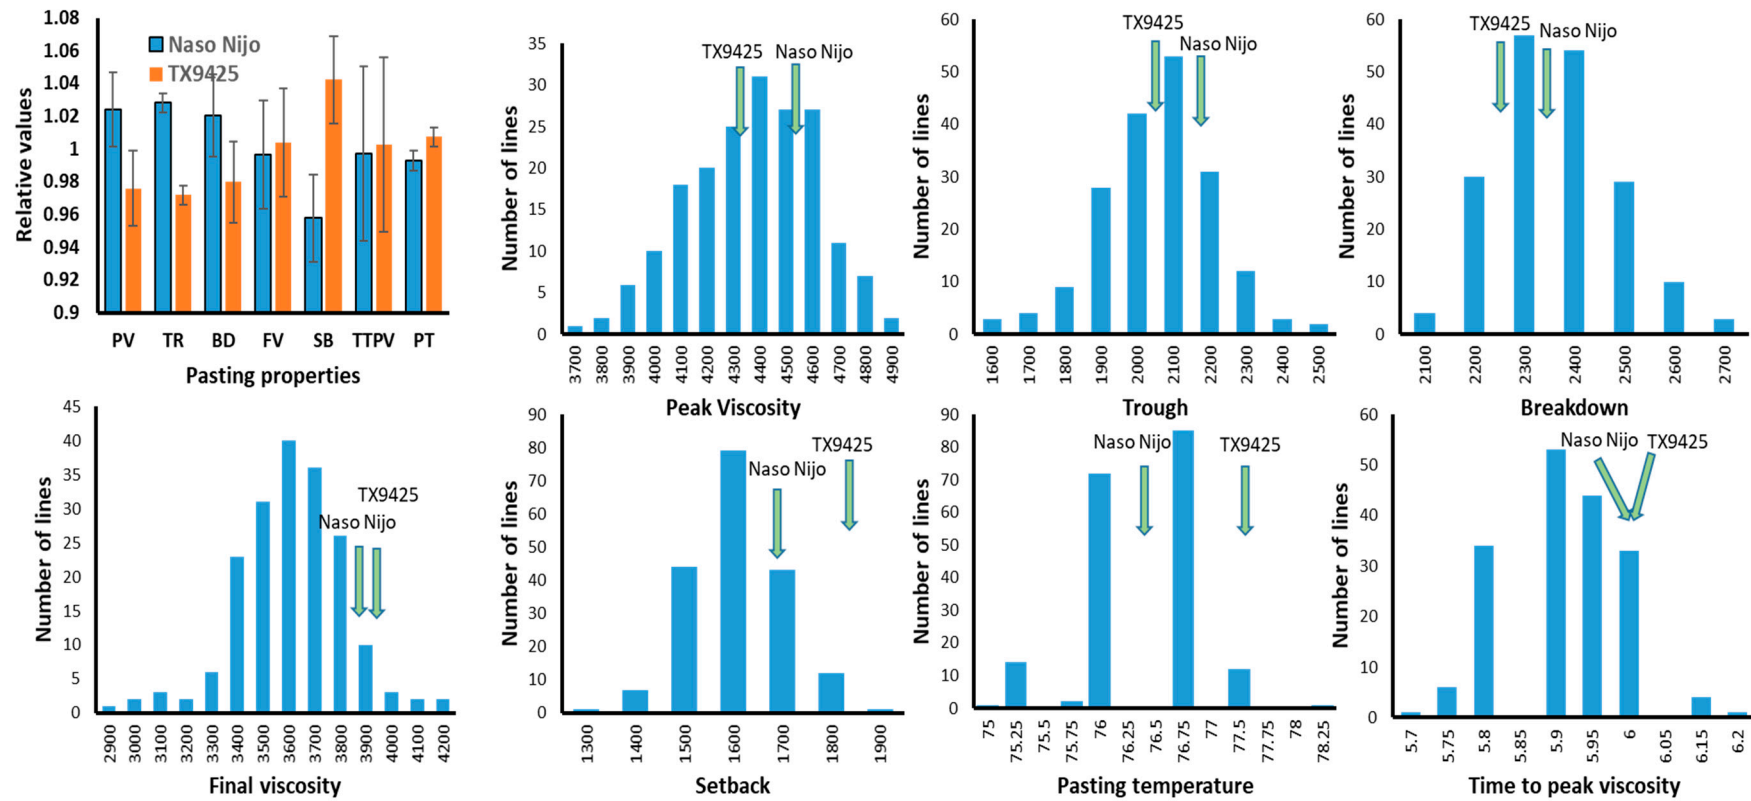 1.08
1.06
1.04
1.02
1
0.98
0.96
0.94
0.92
0.9
Relative values
Naso Nijo
TX9425
PV TR BD FV SB TTPV PT
Pasting properties
35
30
25
20
15
10
5
0
Number of lines
TX9425
Naso Nijo
3700 3800 3900 4000 4100 4200 4300 4400 4500 4600 4700 4800 4900
Peak Viscosity
60
50
40
30
20
10
0
Number of lines
TX9425
Naso Nijo
1600 1700 1800 1900 2000 2100 2200 2300 2400 2500
Trough
60
50
40
30
20
10
0
Number of lines
TX9425
Naso Nijo
2100 2200 2300 2400 2500 2600 2700
Breakdown
45
40
35
30
25
20
15
10
5
0
Number of lines
TX9425
Naso Nijo
2900 3000 3100 3200 3300 3400 3500 3600 3700 3800 3900 4000 4100 4200
Final viscosity
90
80
70
60
50
40
30
20
10
0
Number of lines
TX9425
Naso Nijo
1300 1400 1500 1600 1700 1800 1900
Setback
90
80
70
60
50
40
30
20
10
0
Number of lines
Naso Nijo
TX9425
75 75.25 75.5 75.75 76 76.25 76.5 76.75 77 77.5 77.75 78 78.25
Pasting temperature
60
50
40
30
20
10
0
Number of lines
Naso Nijo
TX9425
5.7 5.75 5.8 5.85 5.9 5.95 6 6.05 6.15 6.2
Time to peak viscosity